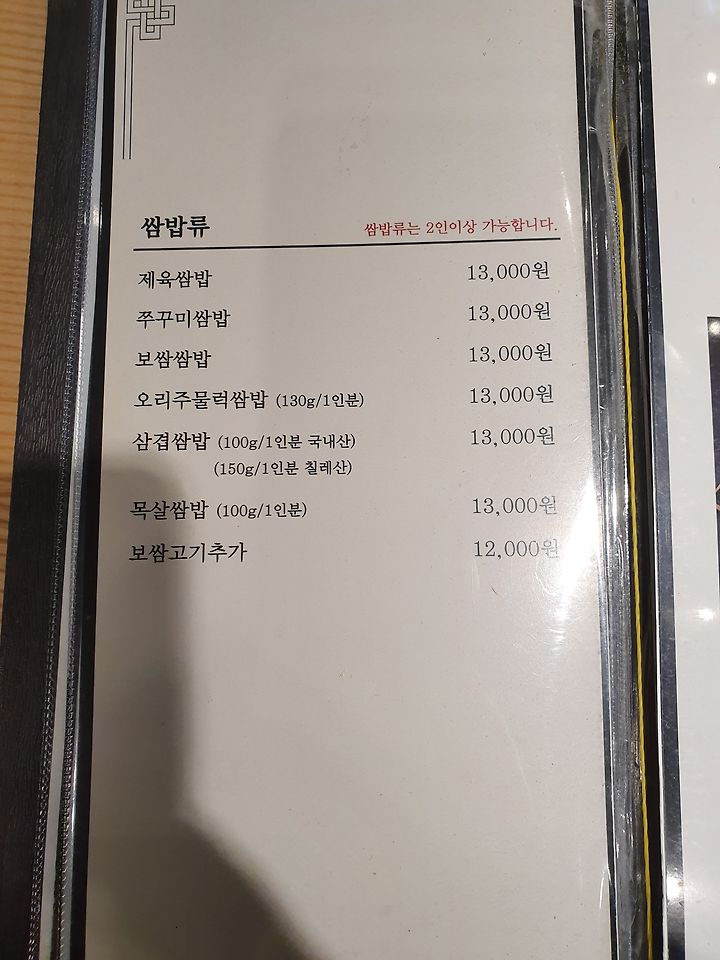 쌈밥류 쌈밥류는 2인이상 가능합니다.
제육쌈밥 13,000원
쭈꾸미쌈밥 13,000원
보쌈쌈밥 13,000원
오리주물럭쌈밥 (130g/1인분) 13,000원
삼겹쌈밥 (100g/1인분 국내산) 13,000원
(150g/1인분 칠레산)
목살쌈밥 (100g/1인분) 13,000원
보쌈고기추가 12,000원